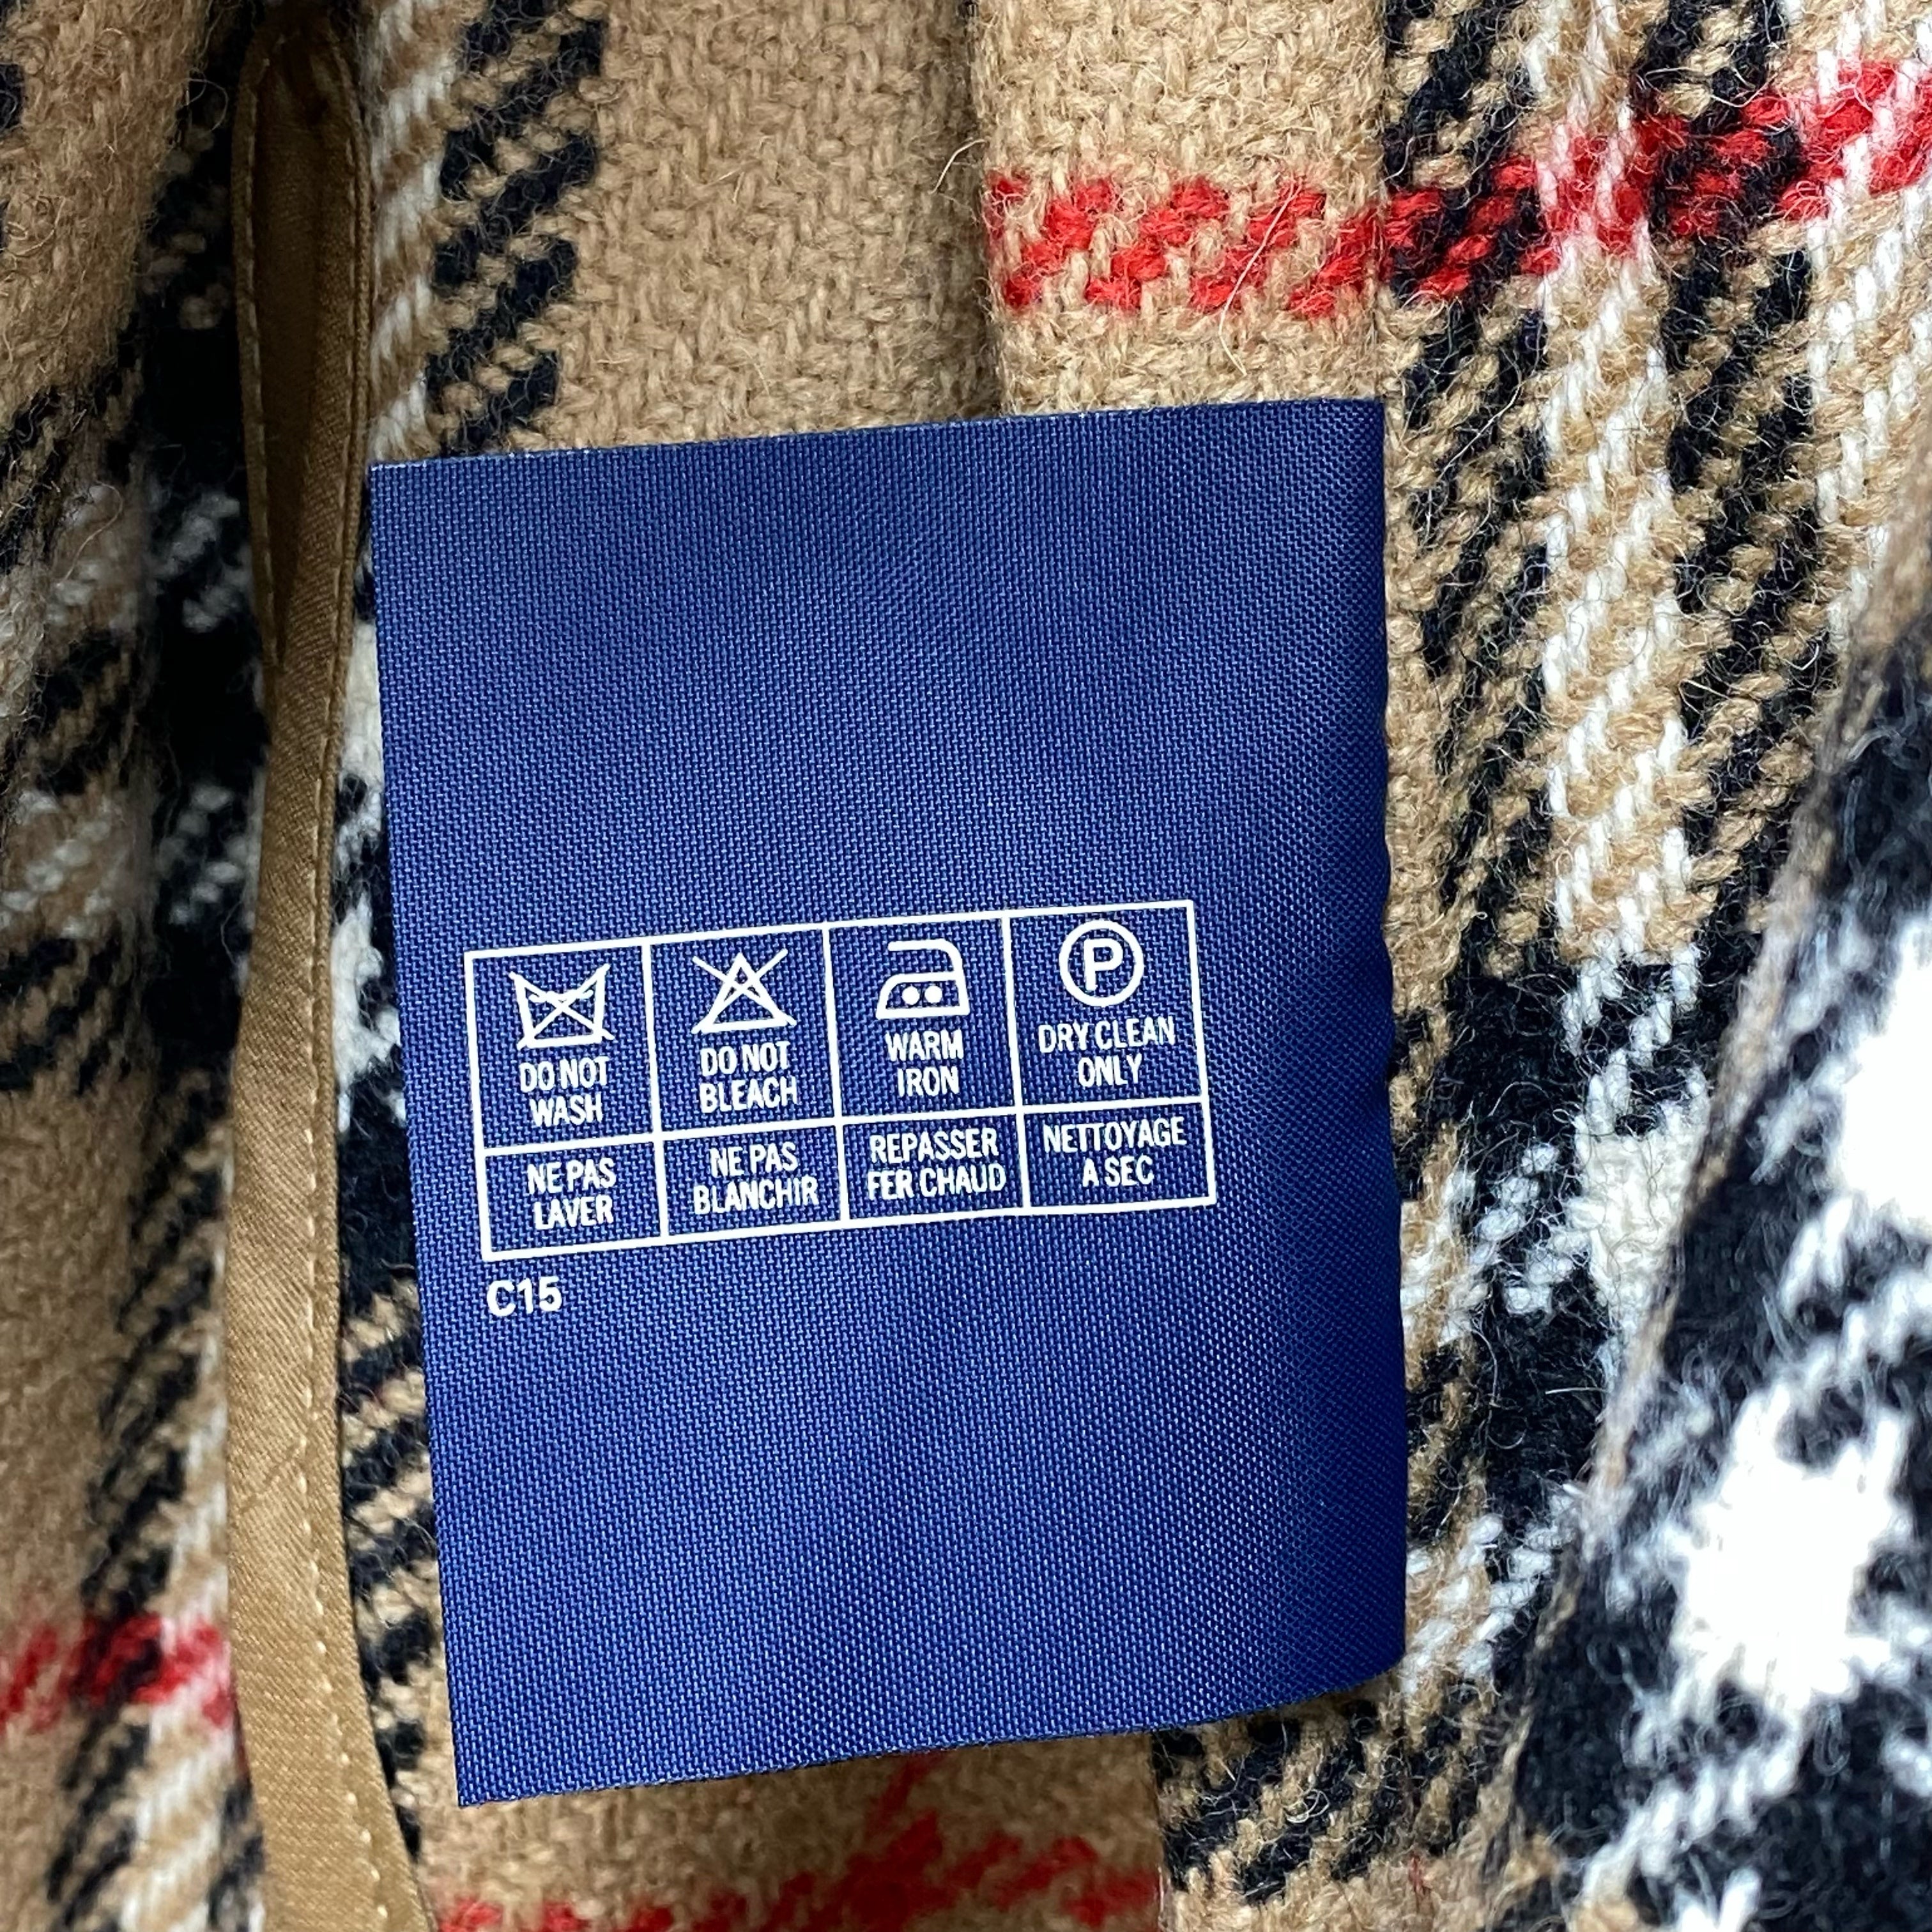 P
DO NOT
WASH
DO NOT
BLEACH
WARM
IRON
DRY CLEAN
ONLY
NE PAS
LAVER
NE PAS
BLANCHIR
REPASSER
FER CHAUD
NETTOYAGE
A SEC
C15